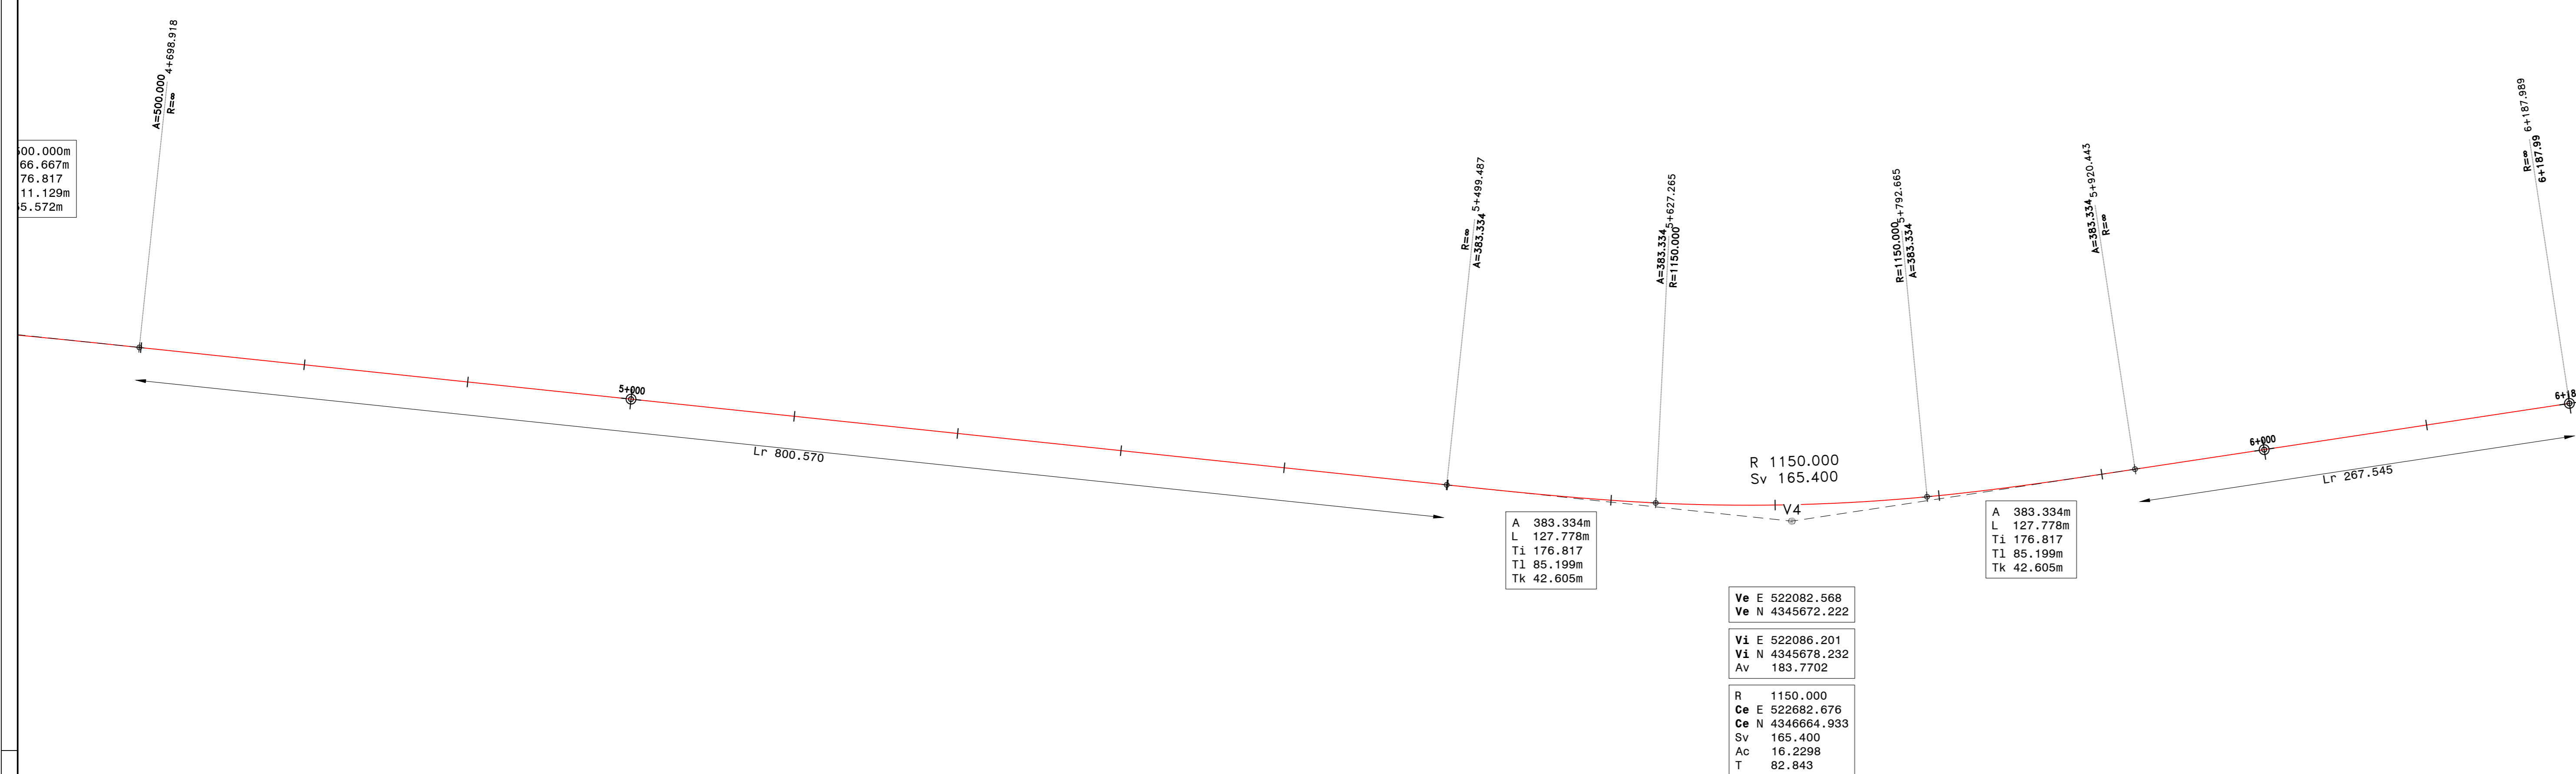 4+698.918
A=500.000
R=∞
00.000m
66.667m
76.817
11.129m
5.572m
5+000
Lr 800.570
5+499.487
R=∞
A=383.334
5+627.265
A=383.334
R=1150.000
R 1150.000
Sv 165.400
V4
5+792.665
R=1150.000
A=383.334
5+920.443
A=383.334
R=∞
6+187.989
R=∞
6+187.99
6+000
6+18
Lr 267.545
A 383.334m
L 127.778m
Ti 176.817
Tl 85.199m
Tk 42.605m
A 383.334m
L 127.778m
Ti 176.817
Tl 85.199m
Tk 42.605m
Ve E 522082.568
Ve N 4345672.222
Vi E 522086.201
Vi N 4345678.232
Av 183.7702
R 1150.000
Ce E 522682.676
Ce N 4346664.933
Sv 165.400
Ac 16.2298
T 82.843